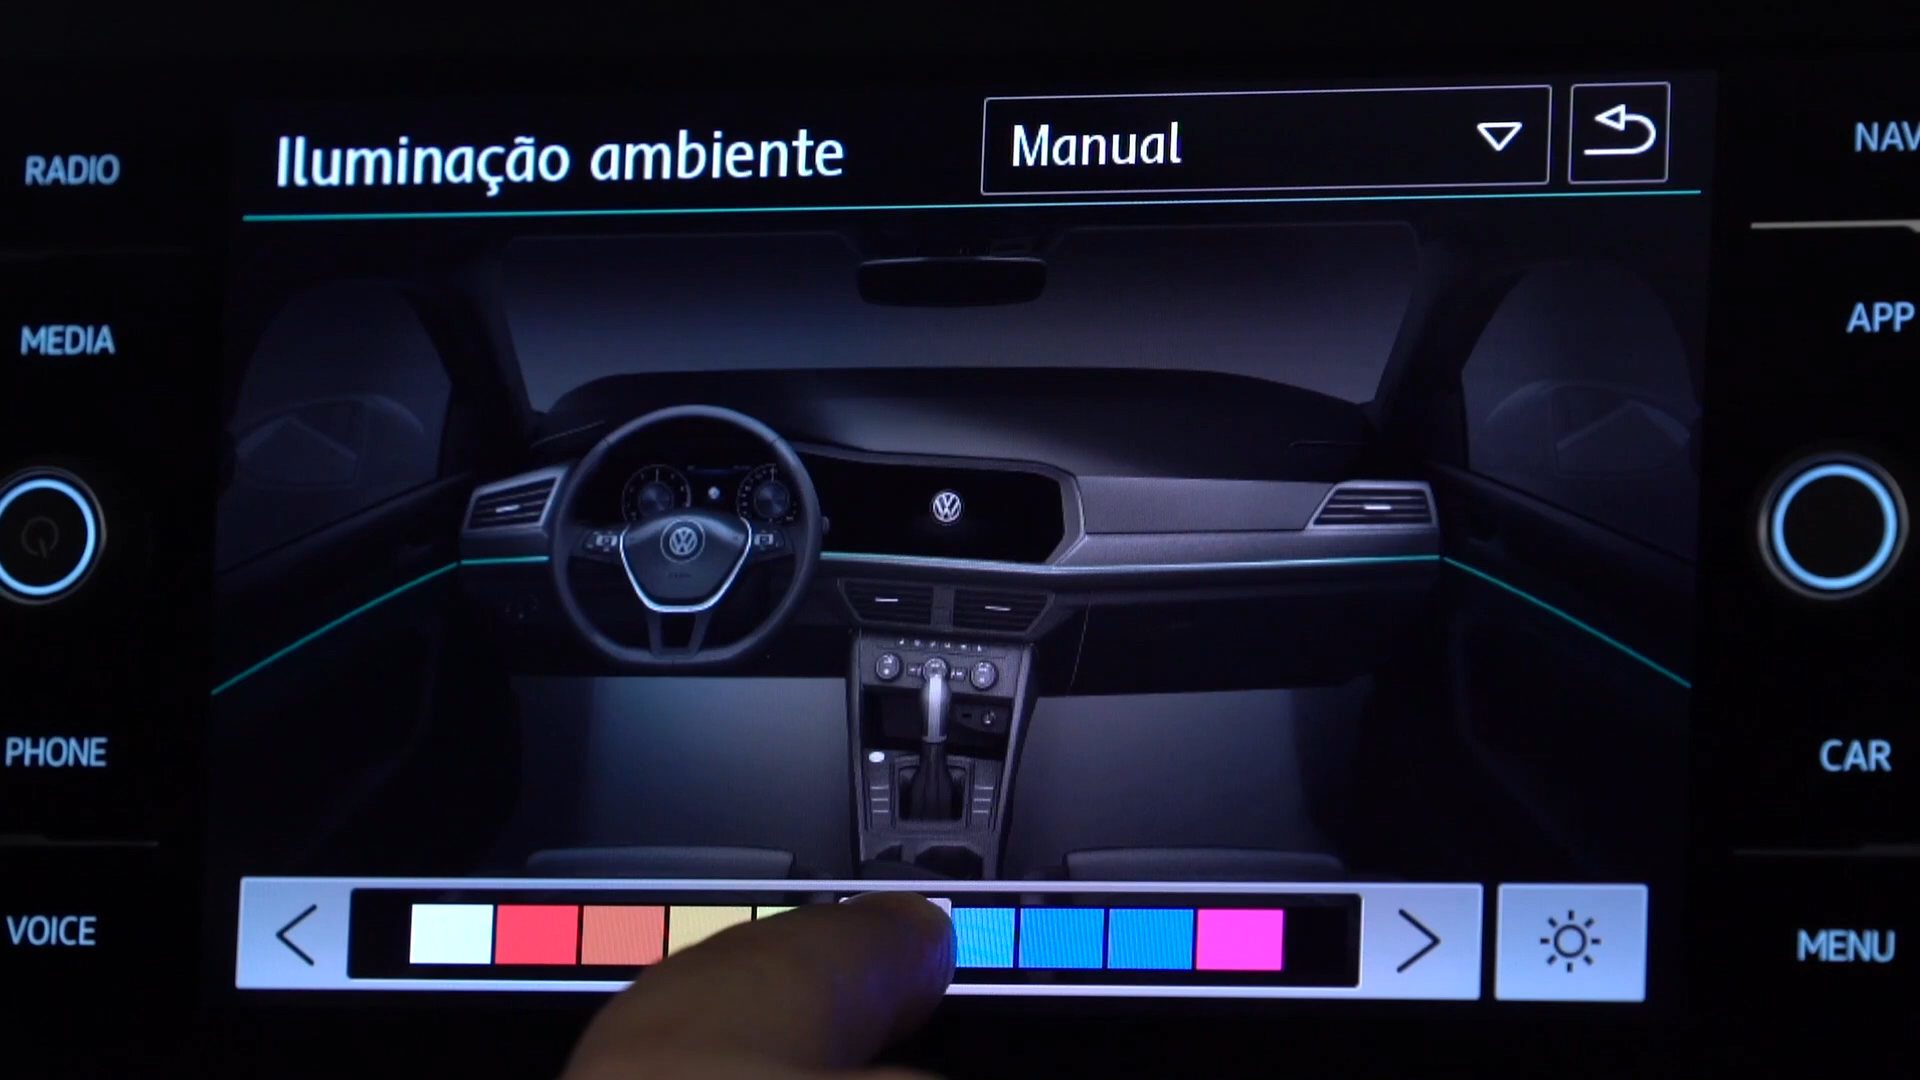 Iluminação ambiente
Manual
RADIO
MEDIA
PHONE
VOICE
NAV
APP
CAR
MENU